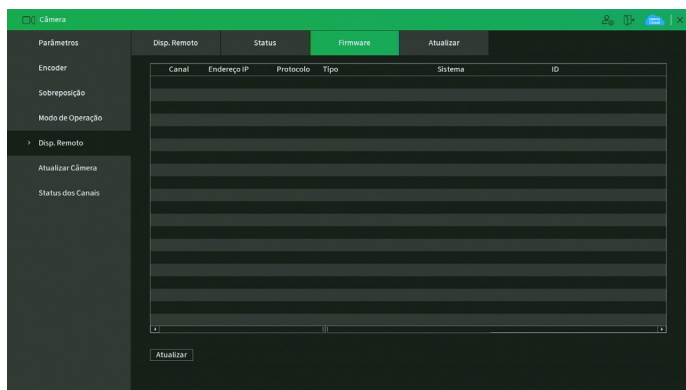 Câmera
Parâmetros
Encoder
Sobreposição
Modo de Operação
Disp. Remoto
Atualizar Câmera
Status dos Canais
Disp. Remoto Status Firmware Atualizar
Canal Endereço IP Protocolo Tipo Sistema ID
Atualizar